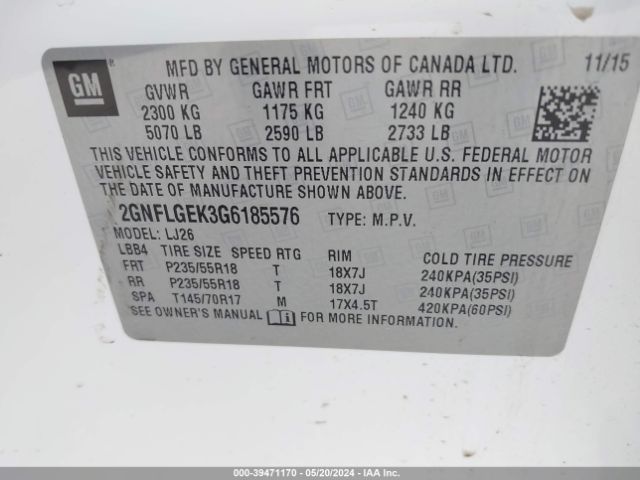 GM ® MFD BY GENERAL MOTORS OF CANADA LTD. 11/15
GVWR GAWR FRT GAWR RR
2300 KG 1175 KG 1240 KG
5070 LB 2590 LB 2733 LB
THIS VEHICLE CONFORMS TO ALL APPLICABLE U.S. FEDERAL MOTOR
VEHICLE SAFETY AND THEFT PREVENTION STANDARDS IN EFFECT ON
THE DATE OF MANUFACTURE SHOWN ABOVE.
2GNFLGEK3G6185576 TYPE: M.P.V.
MODEL: LJ26
LBB4 TIRE SIZE SPEED RTG RIM COLD TIRE PRESSURE
FRT P235/55R18 T 18X7J 240KPA(35PSI)
RR P235/55R18 T 18X7J 240KPA(35PSI)
SPA T145/70R17 M 17X4.5T 420KPA(60PSI)
SEE OWNER'S MANUAL i FOR MORE INFORMATION.
000-39471170 - 05/20/2024 - IAA Inc.